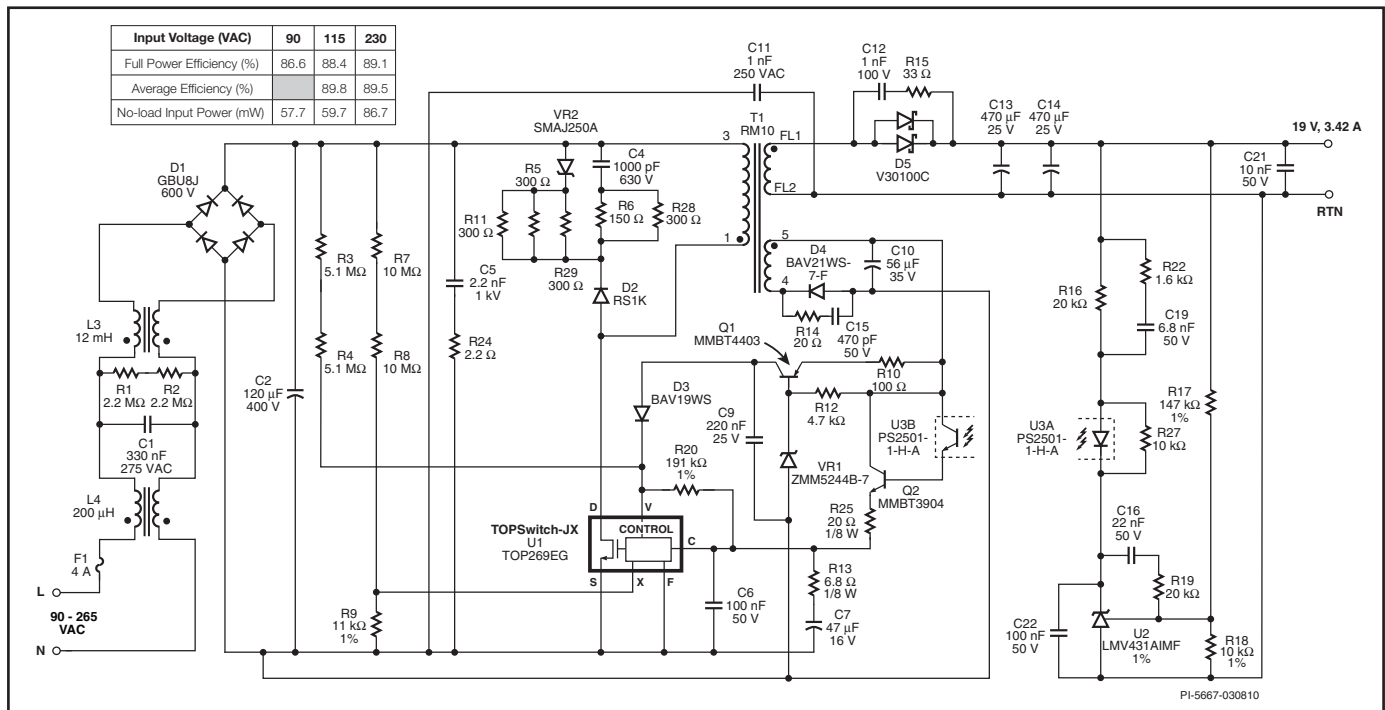 Input Voltage (VAC) 90 115 230
Full Power Efficiency (%) 86.6 88.4 89.1
Average Efficiency (%) 89.8 89.5
No-load Input Power (mW) 57.7 59.7 86.7
C11
1 nF
250 VAC
C12
1 nF
100 V
R15
33 Ω
VR2
SMAJ250A
T1
RM10
3
FL1
FL2
1
5
4
D5
V30100C
C13
470 µF
25 V
C14
470 µF
25 V
19 V, 3.42 A
C21
10 nF
50 V
RTN
D1
GBU8J
600 V
R5
300 Ω
C4
1000 pF
630 V
R11
300 Ω
R6
150 Ω
R28
300 Ω
R29
300 Ω
D2
RS1K
R3
5.1 MΩ
R7
10 MΩ
C5
2.2 nF
1 kV
D4
BAV21WS-
7-F
C10
56 µF
35 V
R14
20 Ω
C15
470 pF
50 V
R16
20 kΩ
R22
1.6 kΩ
C19
6.8 nF
50 V
L3
12 mH
R1
2.2 MΩ
R2
2.2 MΩ
C1
330 nF
275 VAC
L4
200 µH
F1
4 A
L
90 - 265
VAC
N
C2
120 µF
400 V
R4
5.1 MΩ
R8
10 MΩ
R24
2.2 Ω
Q1
MMBT4403
R10
100 Ω
D3
BAV19WS
C9
220 nF
25 V
R12
4.7 kΩ
U3B
PS2501-
1-H-A
VR1
ZMM5244B-7
Q2
MMBT3904
R20
191 kΩ
1%
R25
20 Ω
1/8 W
U3A
PS2501-
1-H-A
R17
147 kΩ
1%
R27
10 kΩ
TOPSwitch-JX
U1
TOP269EG
D
V
CONTROL
C
S
X
F
R9
11 kΩ
1%
C6
100 nF
50 V
R13
6.8 Ω
1/8 W
C7
47 µF
16 V
C16
22 nF
50 V
R19
20 kΩ
C22
100 nF
50 V
U2
LMV431AIMF
1%
R18
10 kΩ
1%
PI-5667-030810